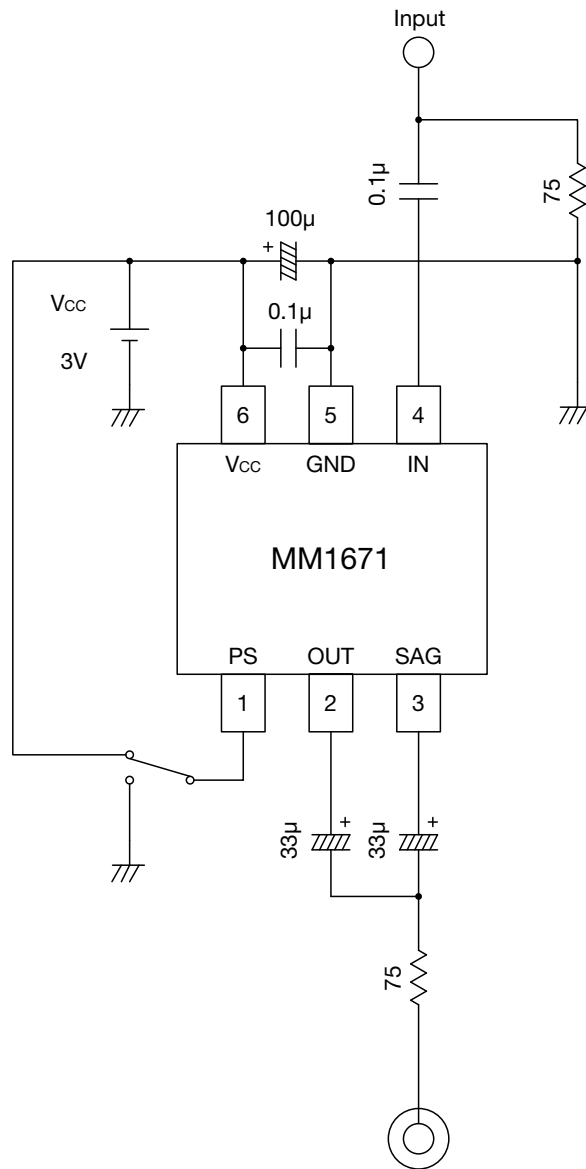 Input
0.1µ
75
100µ
+
VCC
0.1µ
3V
6
5
4
VCC
GND
IN
MM1671
PS
OUT
SAG
1
2
3
33µ
+
33µ
+
75